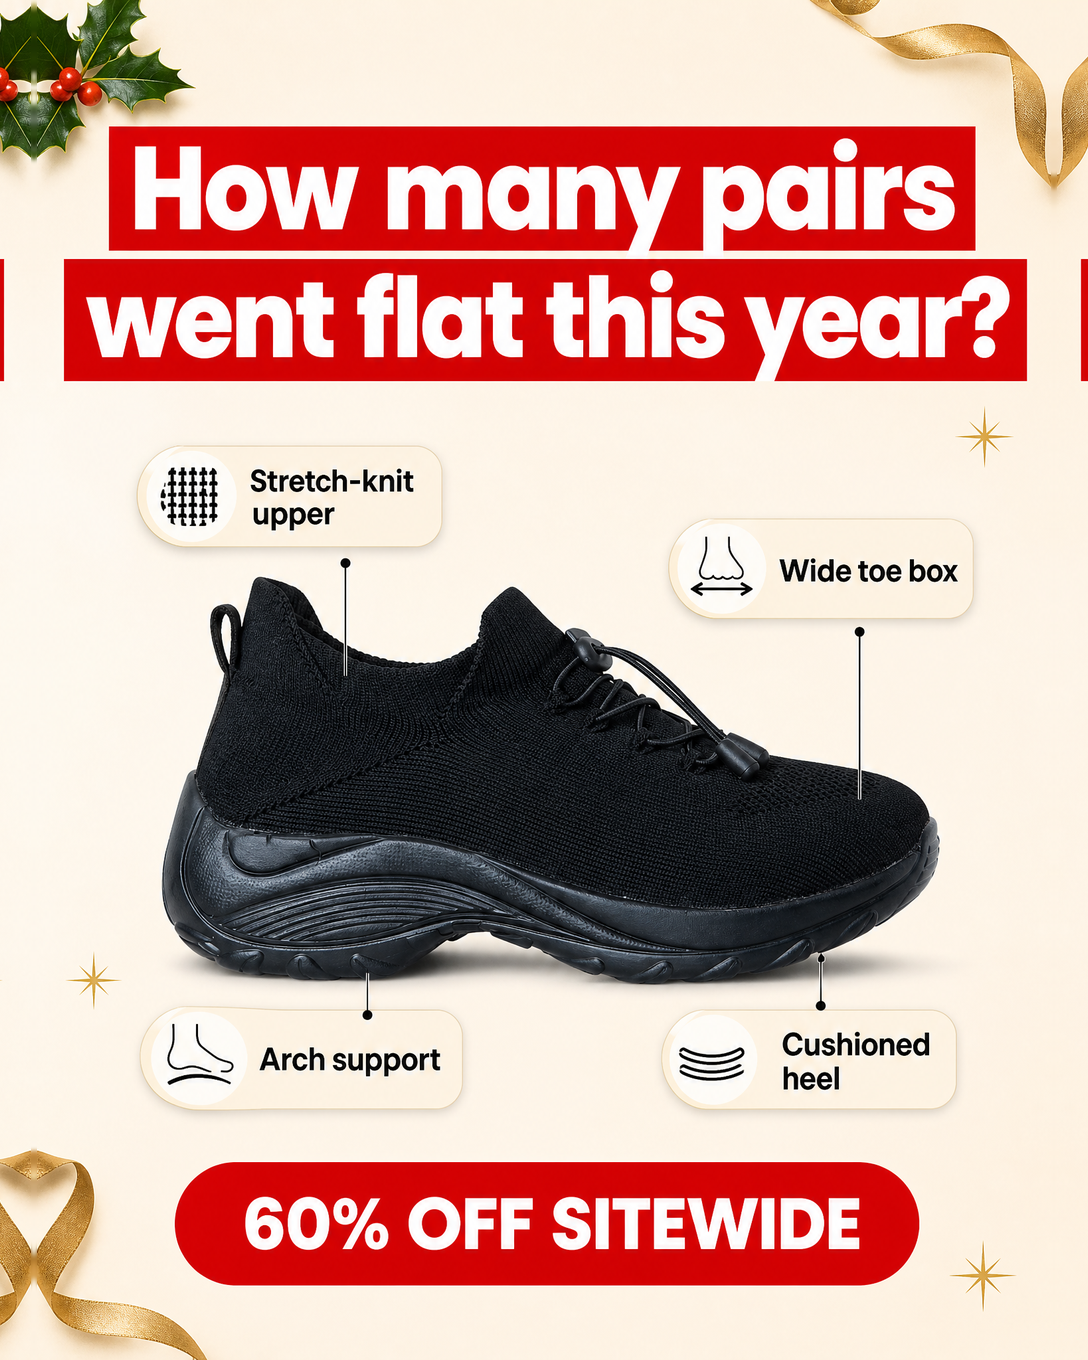 How many pairs
went flat this year?
Stretch-knit
upper
Wide toe box
Arch support
Cushioned
heel
60% OFF SITEWIDE